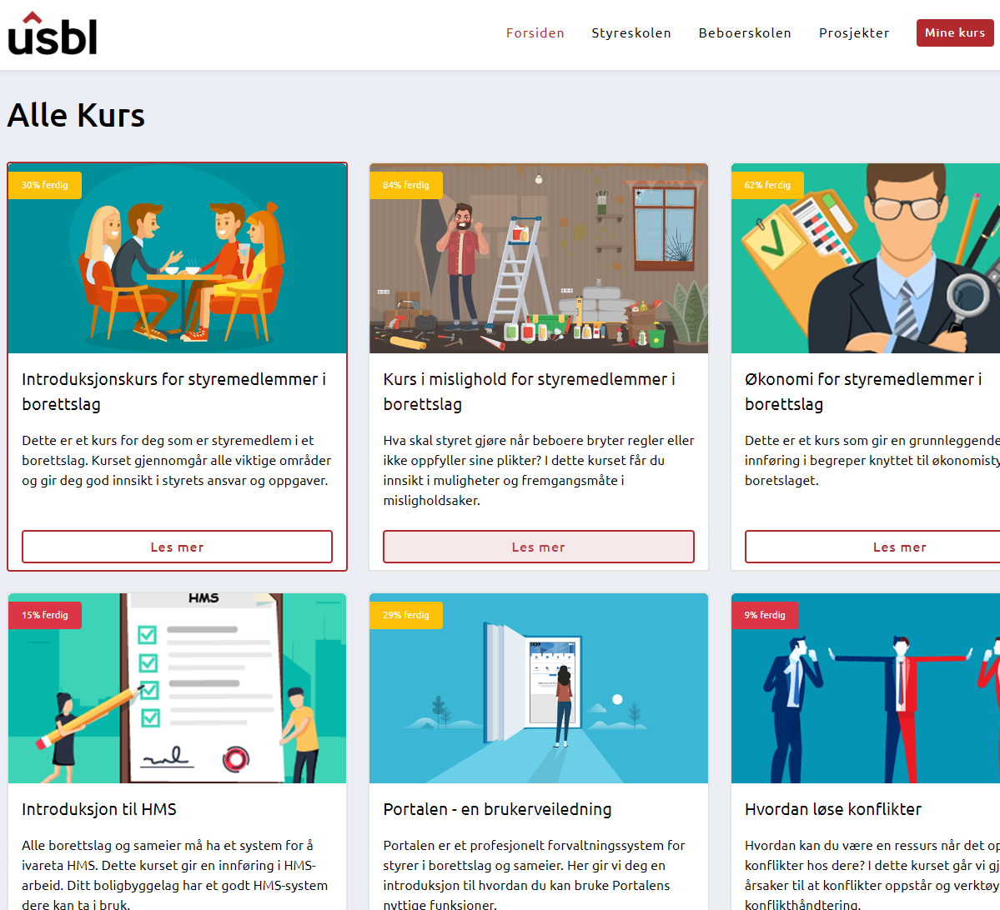 usbl
Forsiden
Styreskolen
Beboerskolen
Prosjekter
Mine kurs
Alle Kurs
30% ferdig
Introduksjonskurs for styremedlemmer i
borettslag
Dette er et kurs for deg som er styremedlem i et
borettslag. Kurset gjennomgår alle viktige områder
og gir deg god innsikt i styrets ansvar og oppgaver.
Les mer
84% ferdig
Kurs i mislighold for styremedlemmer i
borettslag
Hva skal styret gjøre når beboere bryter regler eller
ikke oppfyller sine plikter? I dette kurset får du
innsikt i muligheter og fremgangsmåte i
misligholdsaker.
Les mer
62% ferdig
Økonomi for styremedlemmer i
borettslag
Dette er et kurs som gir en grunnleggende
innføring i begreper knyttet til økonomisty
boretslaget.
Les mer
15% ferdig
HMS
Introduksjon til HMS
Alle borettslag og sameier må ha et system for å
ivareta HMS. Dette kurset gir en innføring i HMS-
arbeid. Ditt boligbyggelag har et godt HMS-system
dere kan ta i bruk.
29% ferdig
Portalen - en brukerveiledning
Portalen er et profesjonelt forvaltningssystem for
styrer i borettslag og sameier. Her gir vi deg en
introduksjon til hvordan du kan bruke Portalens
nyttige funksjoner.
9% ferdig
Hvordan løse konflikter
Hvordan kan du være en ressurs når det op
konflikter hos dere? I dette kurset går vi gj
årsaker til at konflikter oppstår og verktøy
konflikthåndtering.